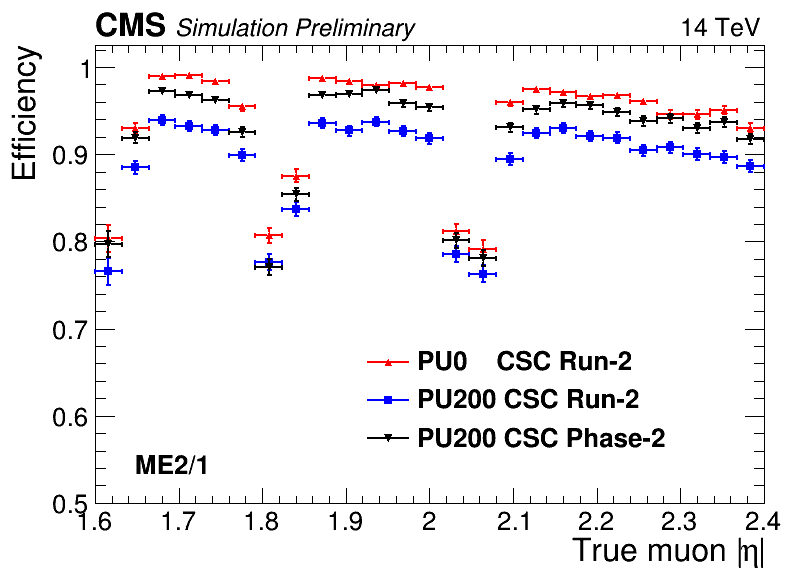 CMS Simulation Preliminary 14 TeV
Efficiency
1
0.9
0.8
0.7
0.6
0.5
PU0 CSC Run-2
PU200 CSC Run-2
PU200 CSC Phase-2
ME2/1
1.6 1.7 1.8 1.9 2 2.1 2.2 2.3 2.4
True muon |η|